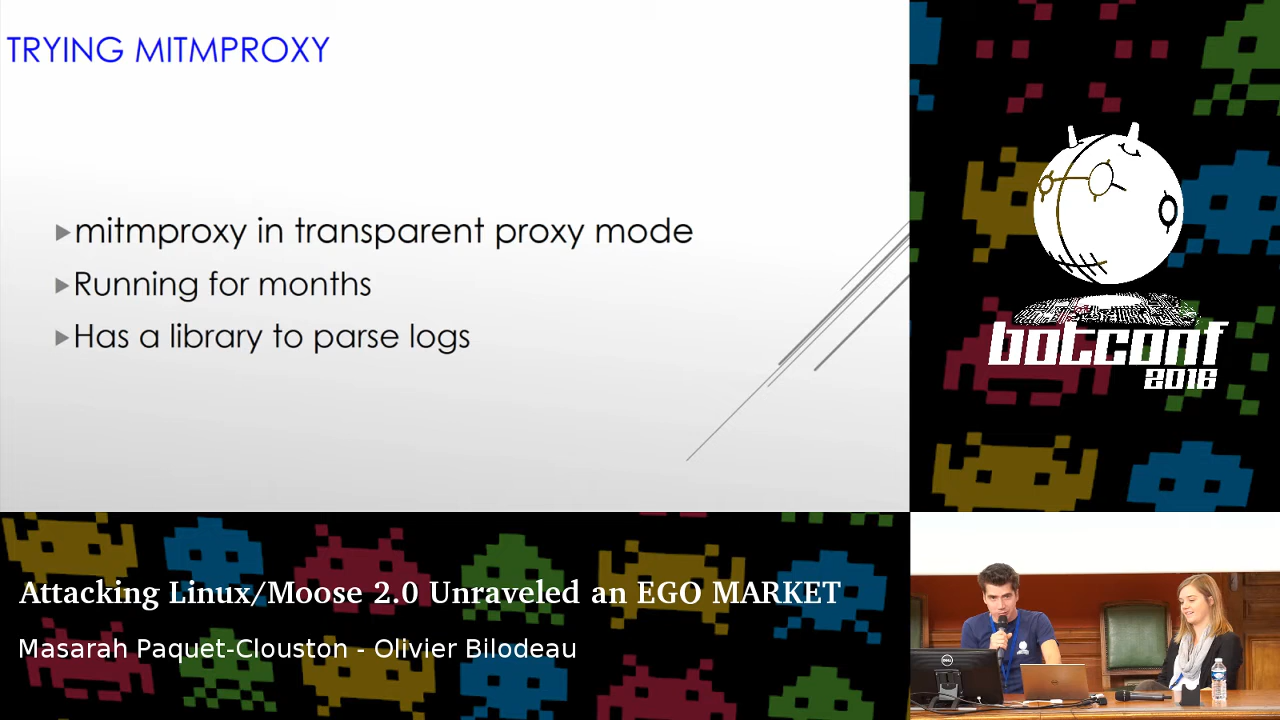 TRYING MITMPROXY
mitmproxy in transparent proxy mode
Running for months
Has a library to parse logs
botconf
2016
Attacking Linux/Moose 2.0 Unraveled an EGO MARKET
Masarah Paquet-Clouston - Olivier Bilodeau
DELL